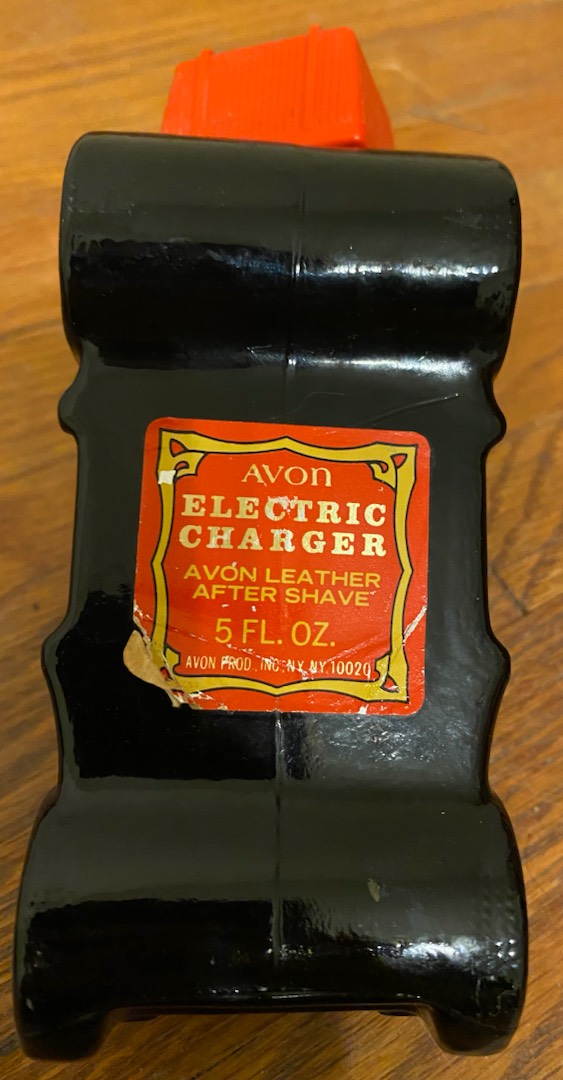 AVON
ELECTRIC
CHARGER
AVON LEATHER
AFTER SHAVE
5 FL. OZ.
AVON PROD. INC. N.Y. N.Y. 10020